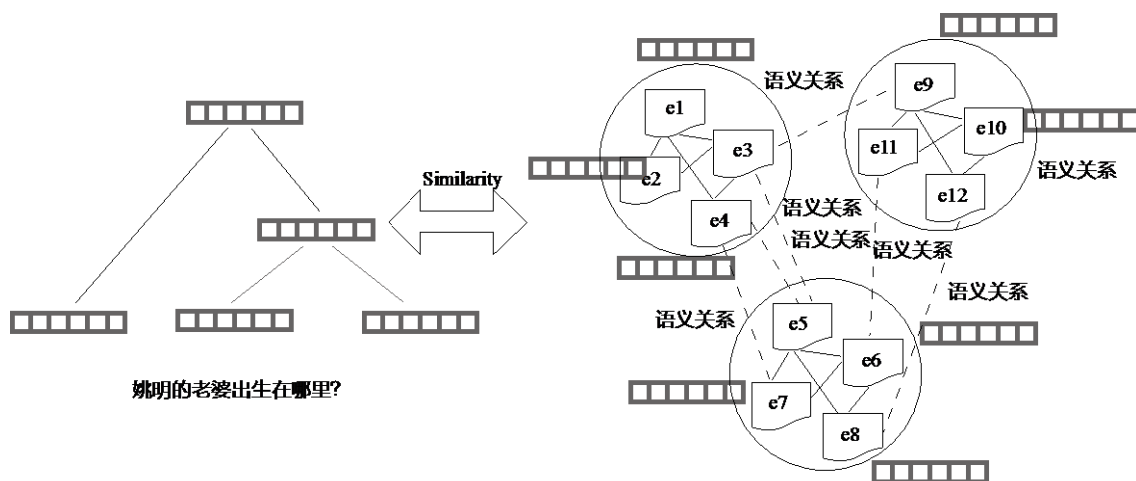 语义关系
e9
e1
e10
e3
e11
语义关系
e2
Similarity
e12
e4
语义关系
语义关系
语义关系
语义关系
语义关系
e5
e6
姚明的老婆出生在哪里?
e7
e8